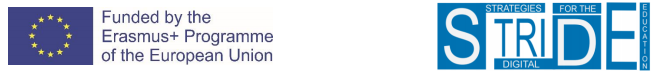 Funded by the
Erasmus+ Programme
of the European Union
STRATEGIES FOR THE
STRIDE
DIGITAL
EDUCATION